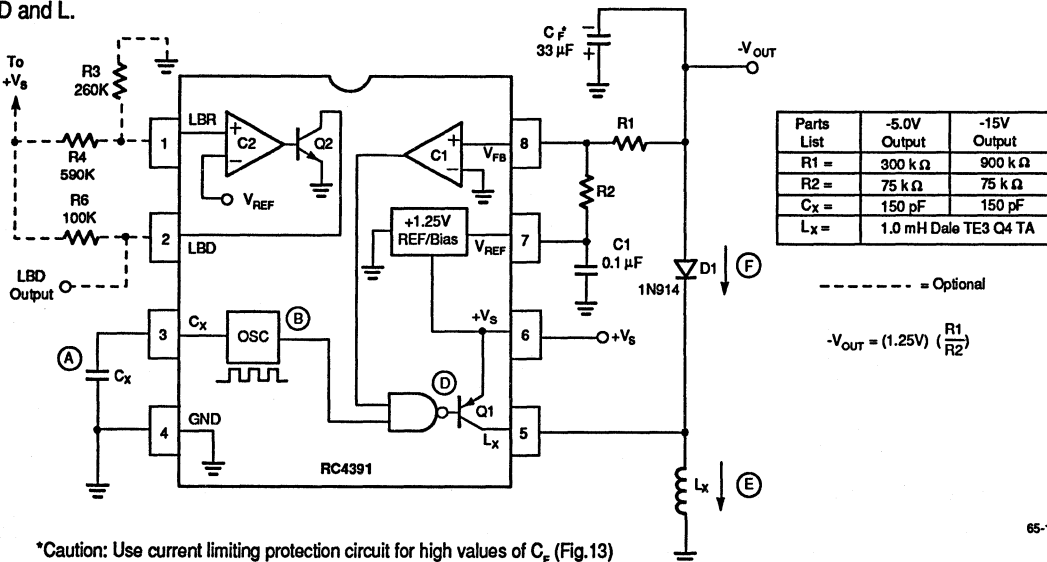 D and L.
To
+VS
R3
260K
R4
590K
R6
100K
LBD
Output
1
LBR
+
−
C2
Q2
VREF
2
LBD
3
CX
OSC
B
A
CX
4
GND
RC4391
C1
+
−
VFB
8
+1.25V
REF/Bias
VREF
7
+VS
6
+VS
D
Q1
LX
5
CF*
33 µF
−
+
-VOUT
R1
R2
C1
0.1 µF
D1
1N914
F
LX
E
Parts List -5.0V Output -15V Output
R1 = 300 k Ω 900 k Ω
R2 = 75 k Ω 75 k Ω
CX = 150 pF 150 pF
LX = 1.0 mH Dale TE3 Q4 TA
= Optional
-VOUT = (1.25V) (R1/R2)
65-
*Caution: Use current limiting protection circuit for high values of CF (Fig.13)